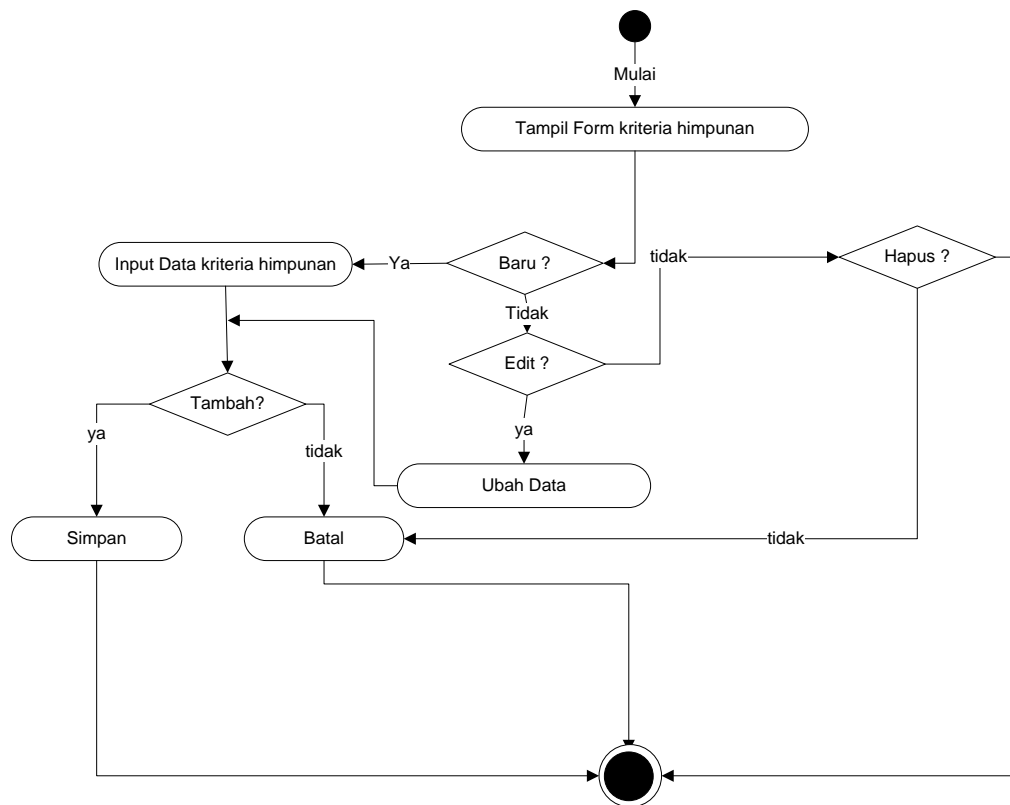 Mulai
Tampil Form kriteria himpunan
Input Data kriteria himpunan
Ya
Baru ?
tidak
Hapus ?
Tidak
Edit ?
Tambah?
ya
tidak
ya
Ubah Data
Simpan
Batal
tidak